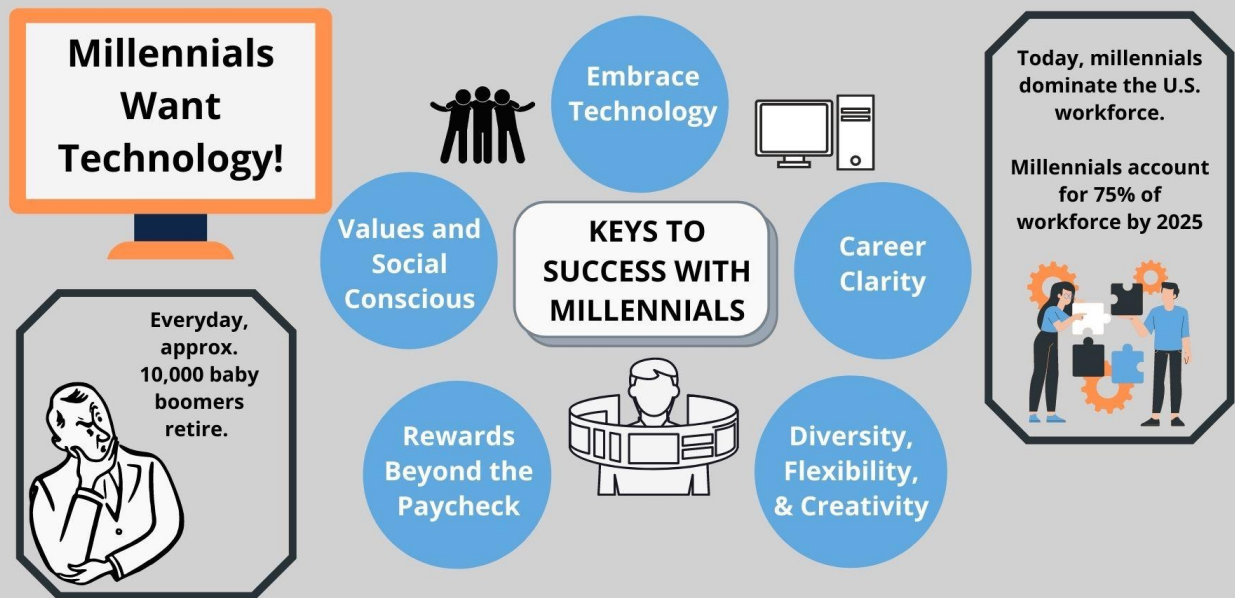 Millennials
Want
Technology!
Everyday,
approx.
10,000 baby
boomers
retire.
KEYS TO
SUCCESS WITH
MILLENNIALS
Embrace
Technology
Career
Clarity
Diversity,
Flexibility,
& Creativity
Rewards
Beyond the
Paycheck
Values and
Social
Conscious
Today, millennials
dominate the U.S.
workforce.
Millennials account
for 75% of
workforce by 2025